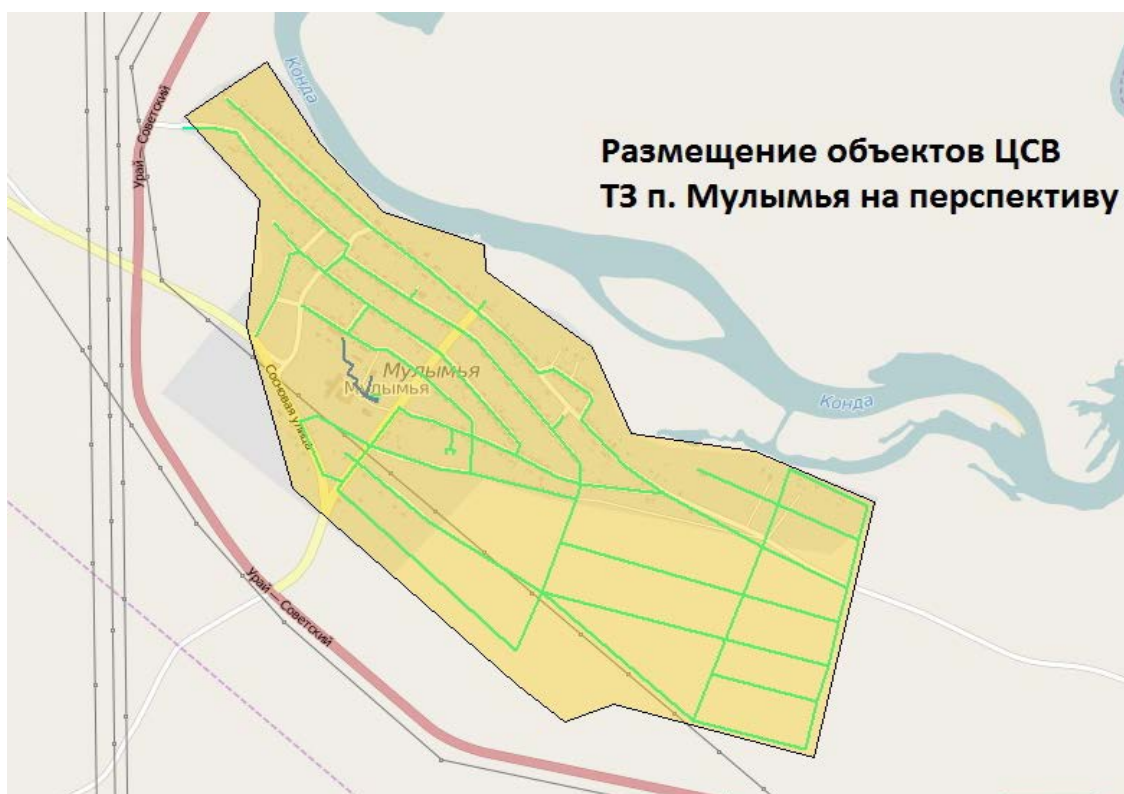 Конда
Урай — Советский
Размещение объектов ЦСВ
ТЗ п. Мулымья на перспективу
Мулымья
Мулымья
Сосновая улица
Конда
Урай — Советский